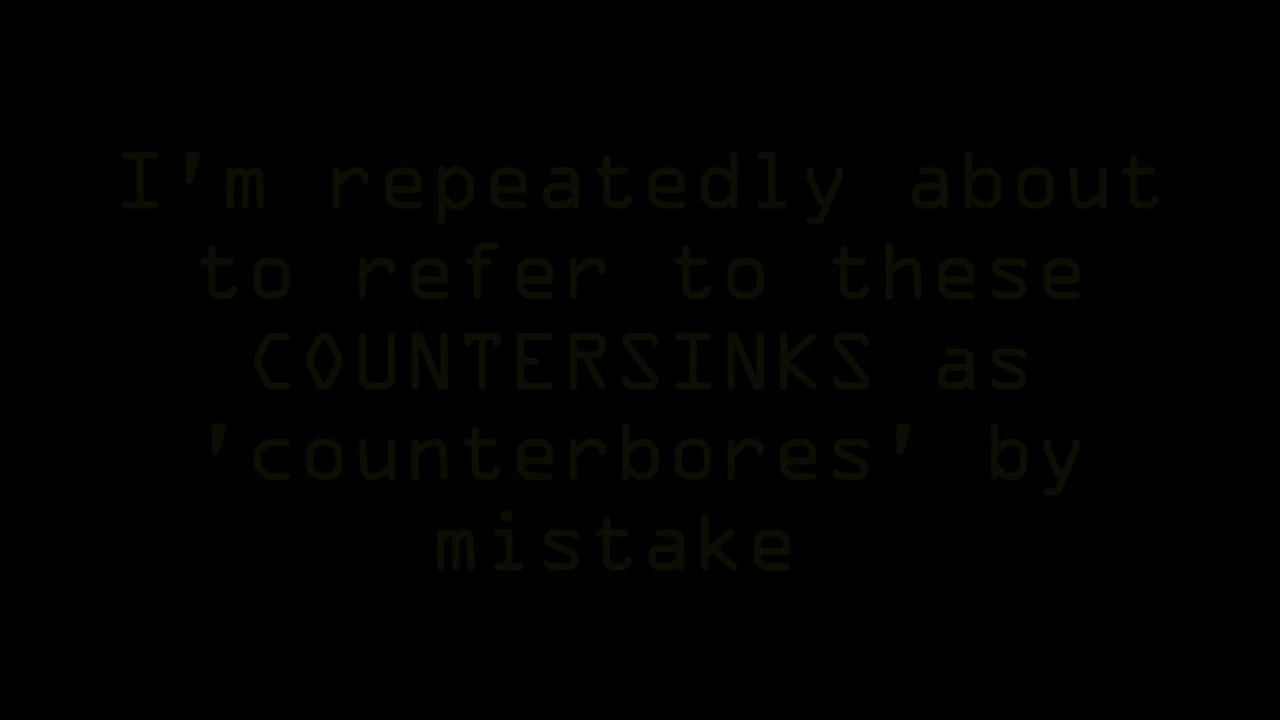 I'm repeatedly about
to refer to these
COUNTERSINKS as
'counterbores' by
mistake